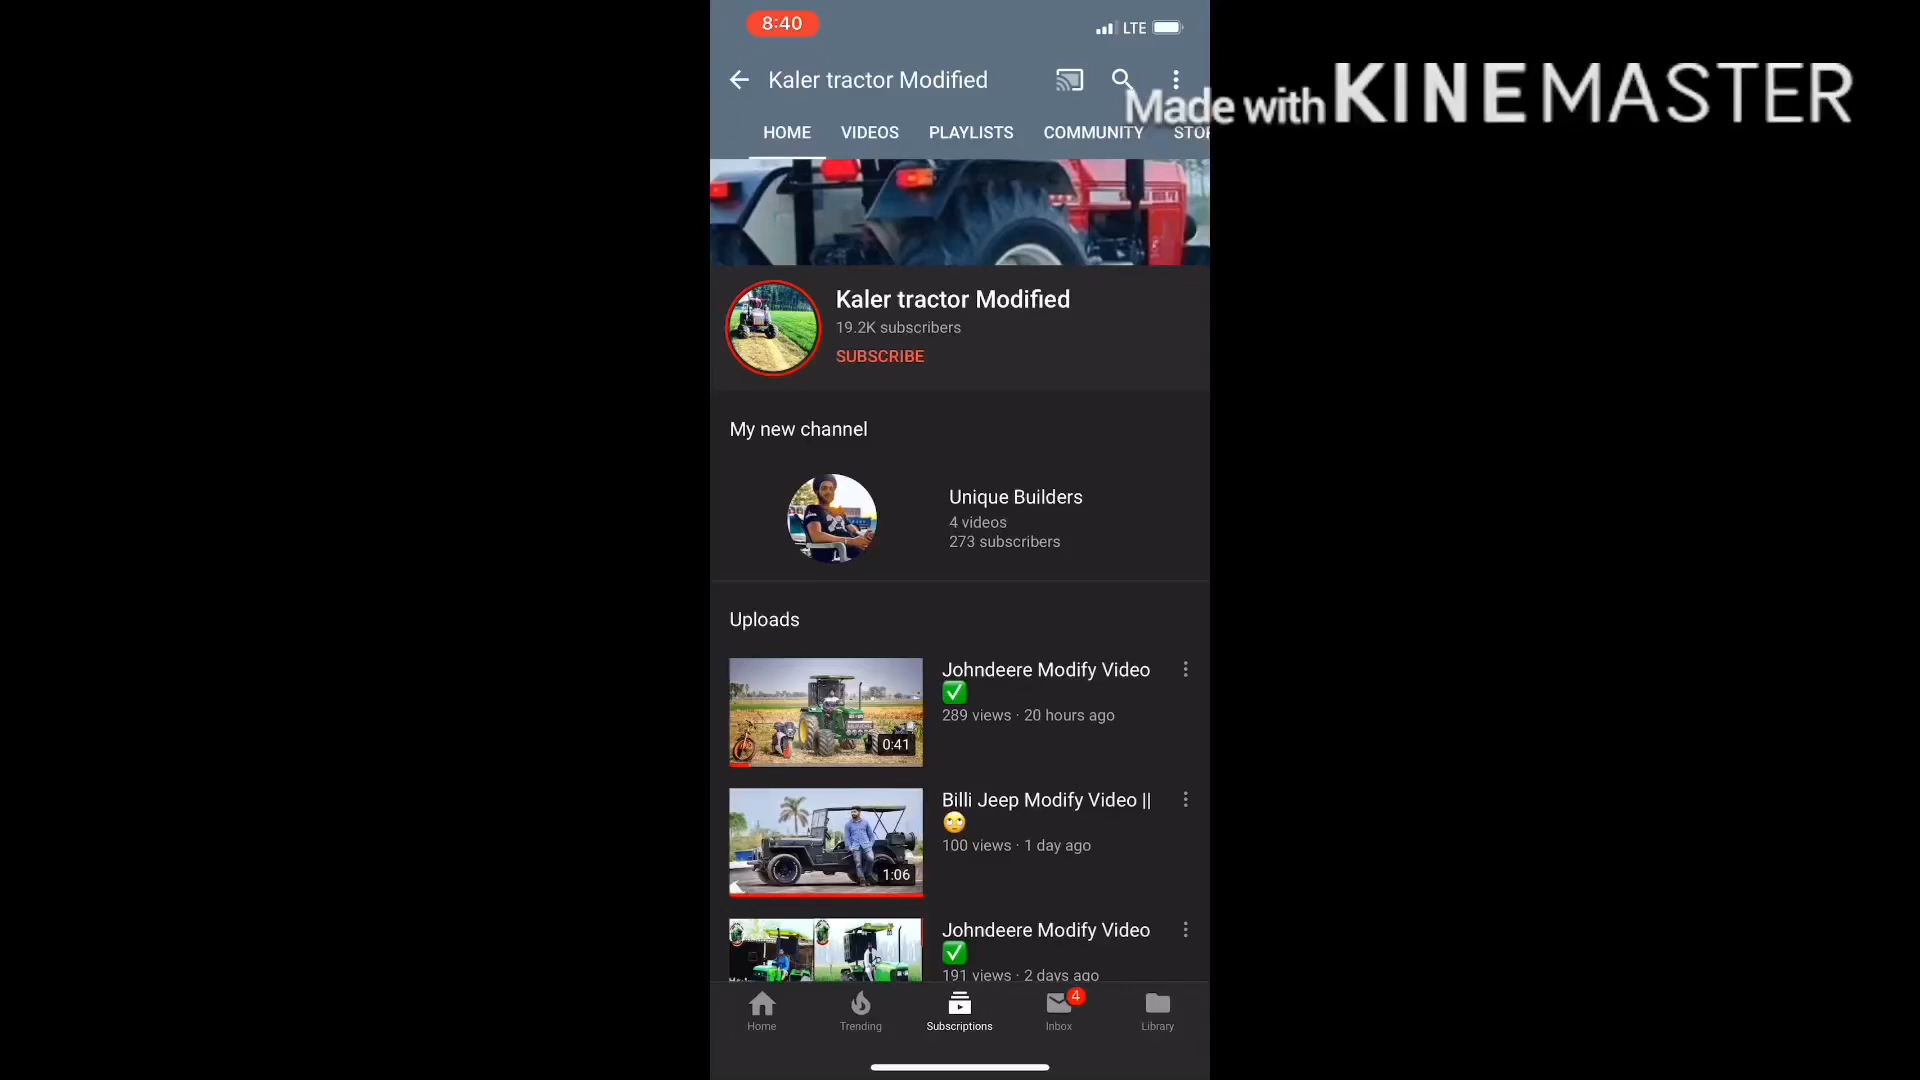 8:40
LTE
Kaler tractor Modified
Made with KINEMASTER
HOME VIDEOS PLAYLISTS COMMUNITY
Kaler tractor Modified
19.2K subscribers
SUBSCRIBE
My new channel
Unique Builders
4 videos
273 subscribers
Uploads
Johndeere Modify Video
✅
289 views · 20 hours ago
0:41
Billi Jeep Modify Video ||
🙄
100 views · 1 day ago
1:06
Johndeere Modify Video
✅
191 views · 2 days ago
4
Home Trending Subscriptions Inbox Library